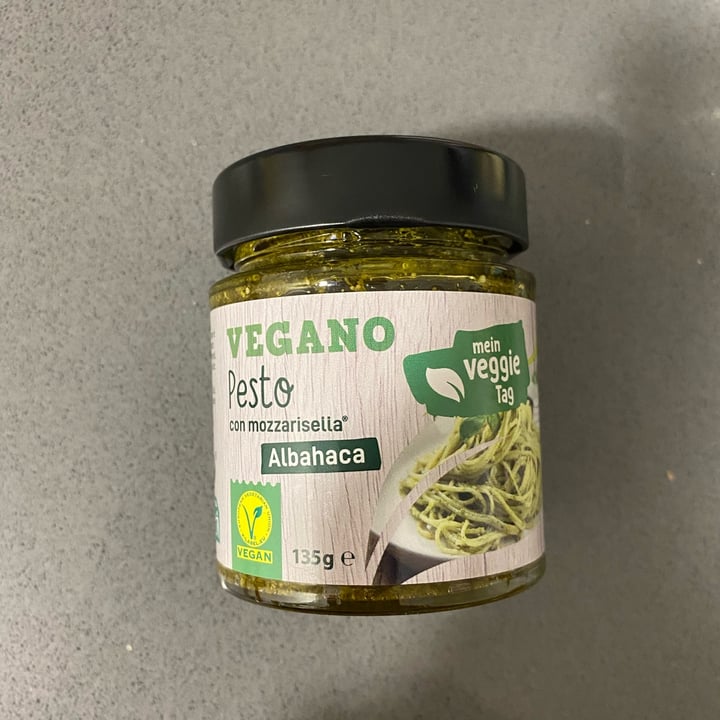 VEGANO
Pesto
con mozzarisella®
Albahaca
mein
veggie
Tag
VEGAN
135g ℮